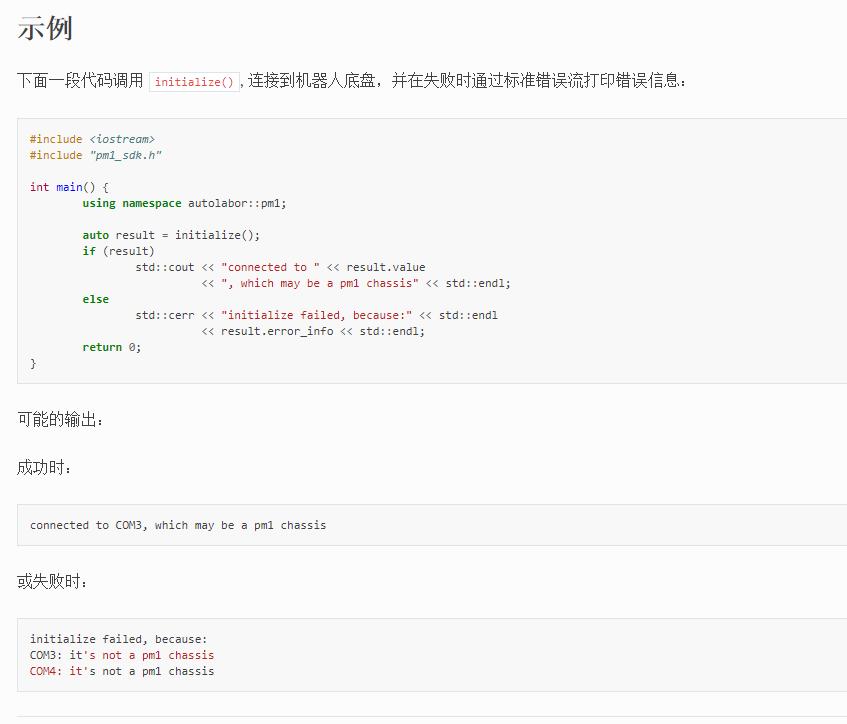 示例
下面一段代码调用 initialize(), 连接到机器人底盘，并在失败时通过标准错误流打印错误信息：
#include <iostream>
#include "pm1_sdk.h"
int main() {
using namespace autolabor::pm1;
auto result = initialize();
if (result)
std::cout << "connected to " << result.value
<< ", which may be a pm1 chassis" << std::endl;
else
std::cerr << "initialize failed, because:" << std::endl
<< result.error_info << std::endl;
return 0;
}
可能的输出：
成功时：
connected to COM3, which may be a pm1 chassis
或失败时：
initialize failed, because:
COM3: it's not a pm1 chassis
COM4: it's not a pm1 chassis